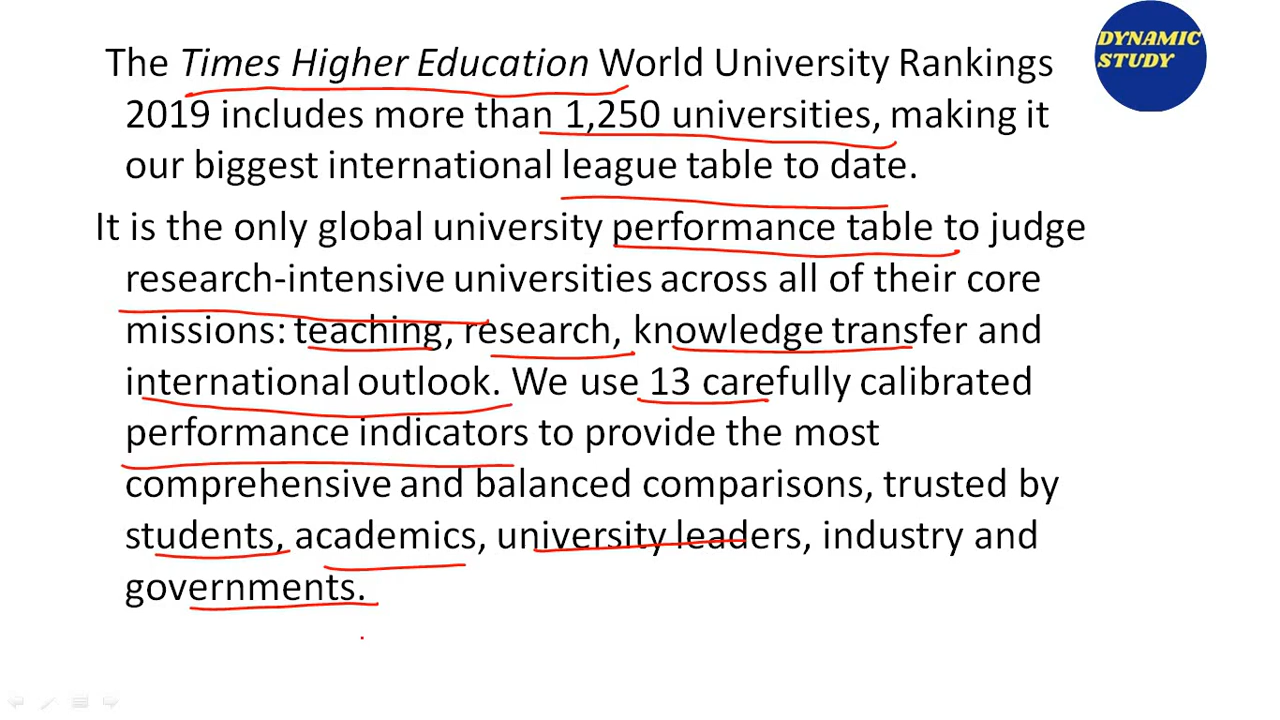 The Times Higher Education World University Rankings
2019 includes more than 1,250 universities, making it
our biggest international league table to date.
It is the only global university performance table to judge
research-intensive universities across all of their core
missions: teaching, research, knowledge transfer and
international outlook. We use 13 carefully calibrated
performance indicators to provide the most
comprehensive and balanced comparisons, trusted by
students, academics, university leaders, industry and
governments.
DYNAMIC
STUDY